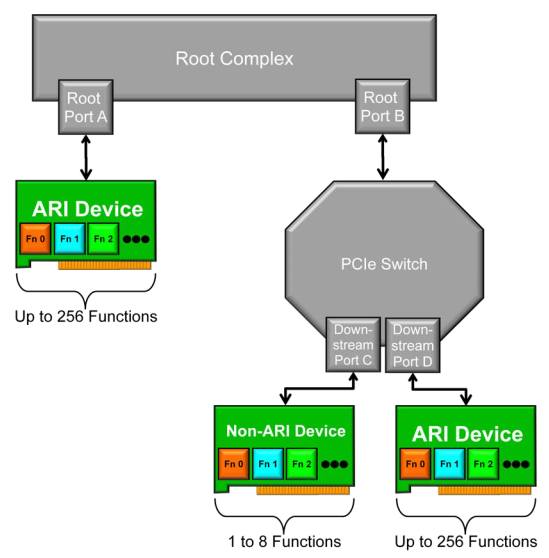 Root Complex
Root
Port A
Root
Port B
ARI Device
Fn 0 Fn 1 Fn 2
Up to 256 Functions
PCIe Switch
Down-
stream
Port C
Down-
stream
Port D
Non-ARI Device
Fn 0 Fn 1 Fn 2
1 to 8 Functions
ARI Device
Fn 0 Fn 1 Fn 2
Up to 256 Functions